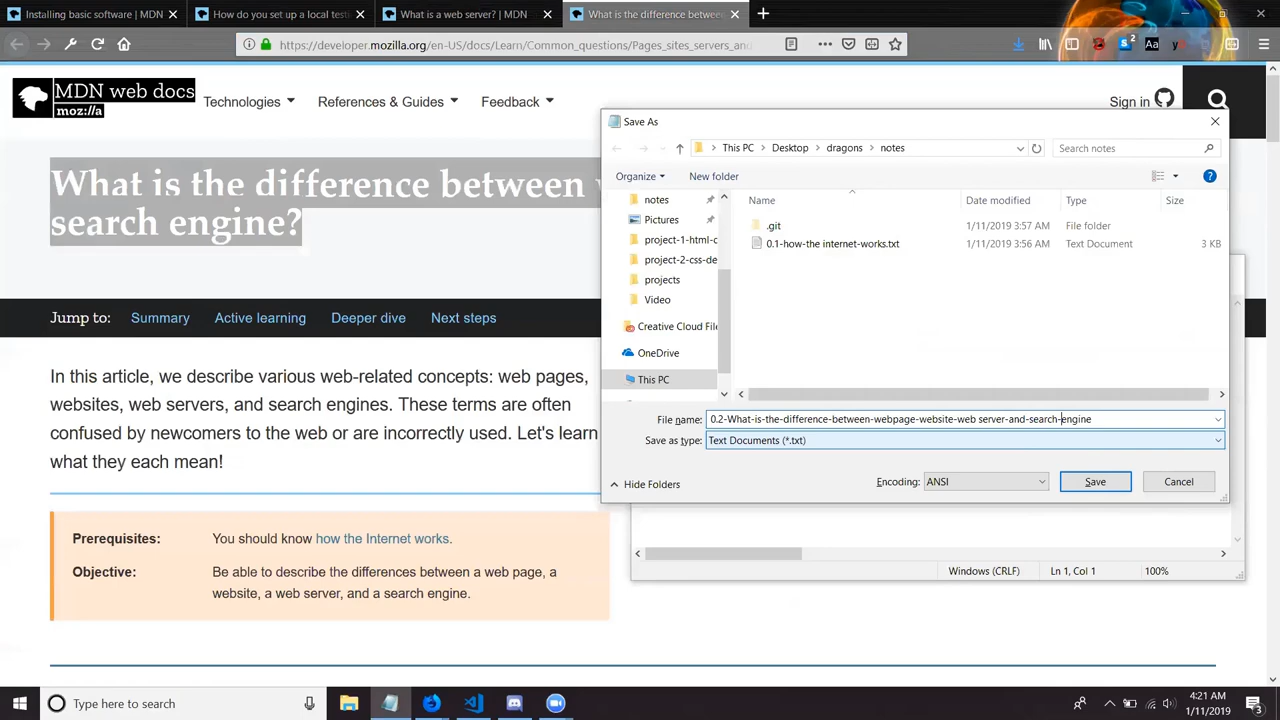 Installing basic software | MDN
How do you set up a local testi
What is a web server? | MDN
What is the difference between
https://developer.mozilla.org/en-US/docs/Learn/Common_questions/Pages_sites_servers_and
MDN web docs
moz://a
Technologies
References & Guides
Feedback
Sign in
What is the difference between
search engine?
Jump to:
Summary
Active learning
Deeper dive
Next steps
In this article, we describe various web-related concepts: web pages,
websites, web servers, and search engines. These terms are often
confused by newcomers to the web or are incorrectly used. Let's learn
what they each mean!
Prerequisites:
You should know how the Internet works.
Objective:
Be able to describe the differences between a web page, a
website, a web server, and a search engine.
Save As
This PC
Desktop
dragons
notes
Search notes
Organize
New folder
Name
Date modified
Type
Size
notes
Pictures
project-1-html-c
project-2-css-de
projects
Video
Creative Cloud File
OneDrive
This PC
.git
1/11/2019 3:57 AM
File folder
0.1-how-the internet-works.txt
1/11/2019 3:56 AM
Text Document
3 KB
File name:
0.2-What-is-the-difference-between-webpage-website-web server-and-search-engine
Save as type:
Text Documents (*.txt)
Hide Folders
Encoding:
ANSI
Save
Cancel
Windows (CRLF)
Ln 1, Col 1
100%
Type here to search
4:21 AM
1/11/2019
3